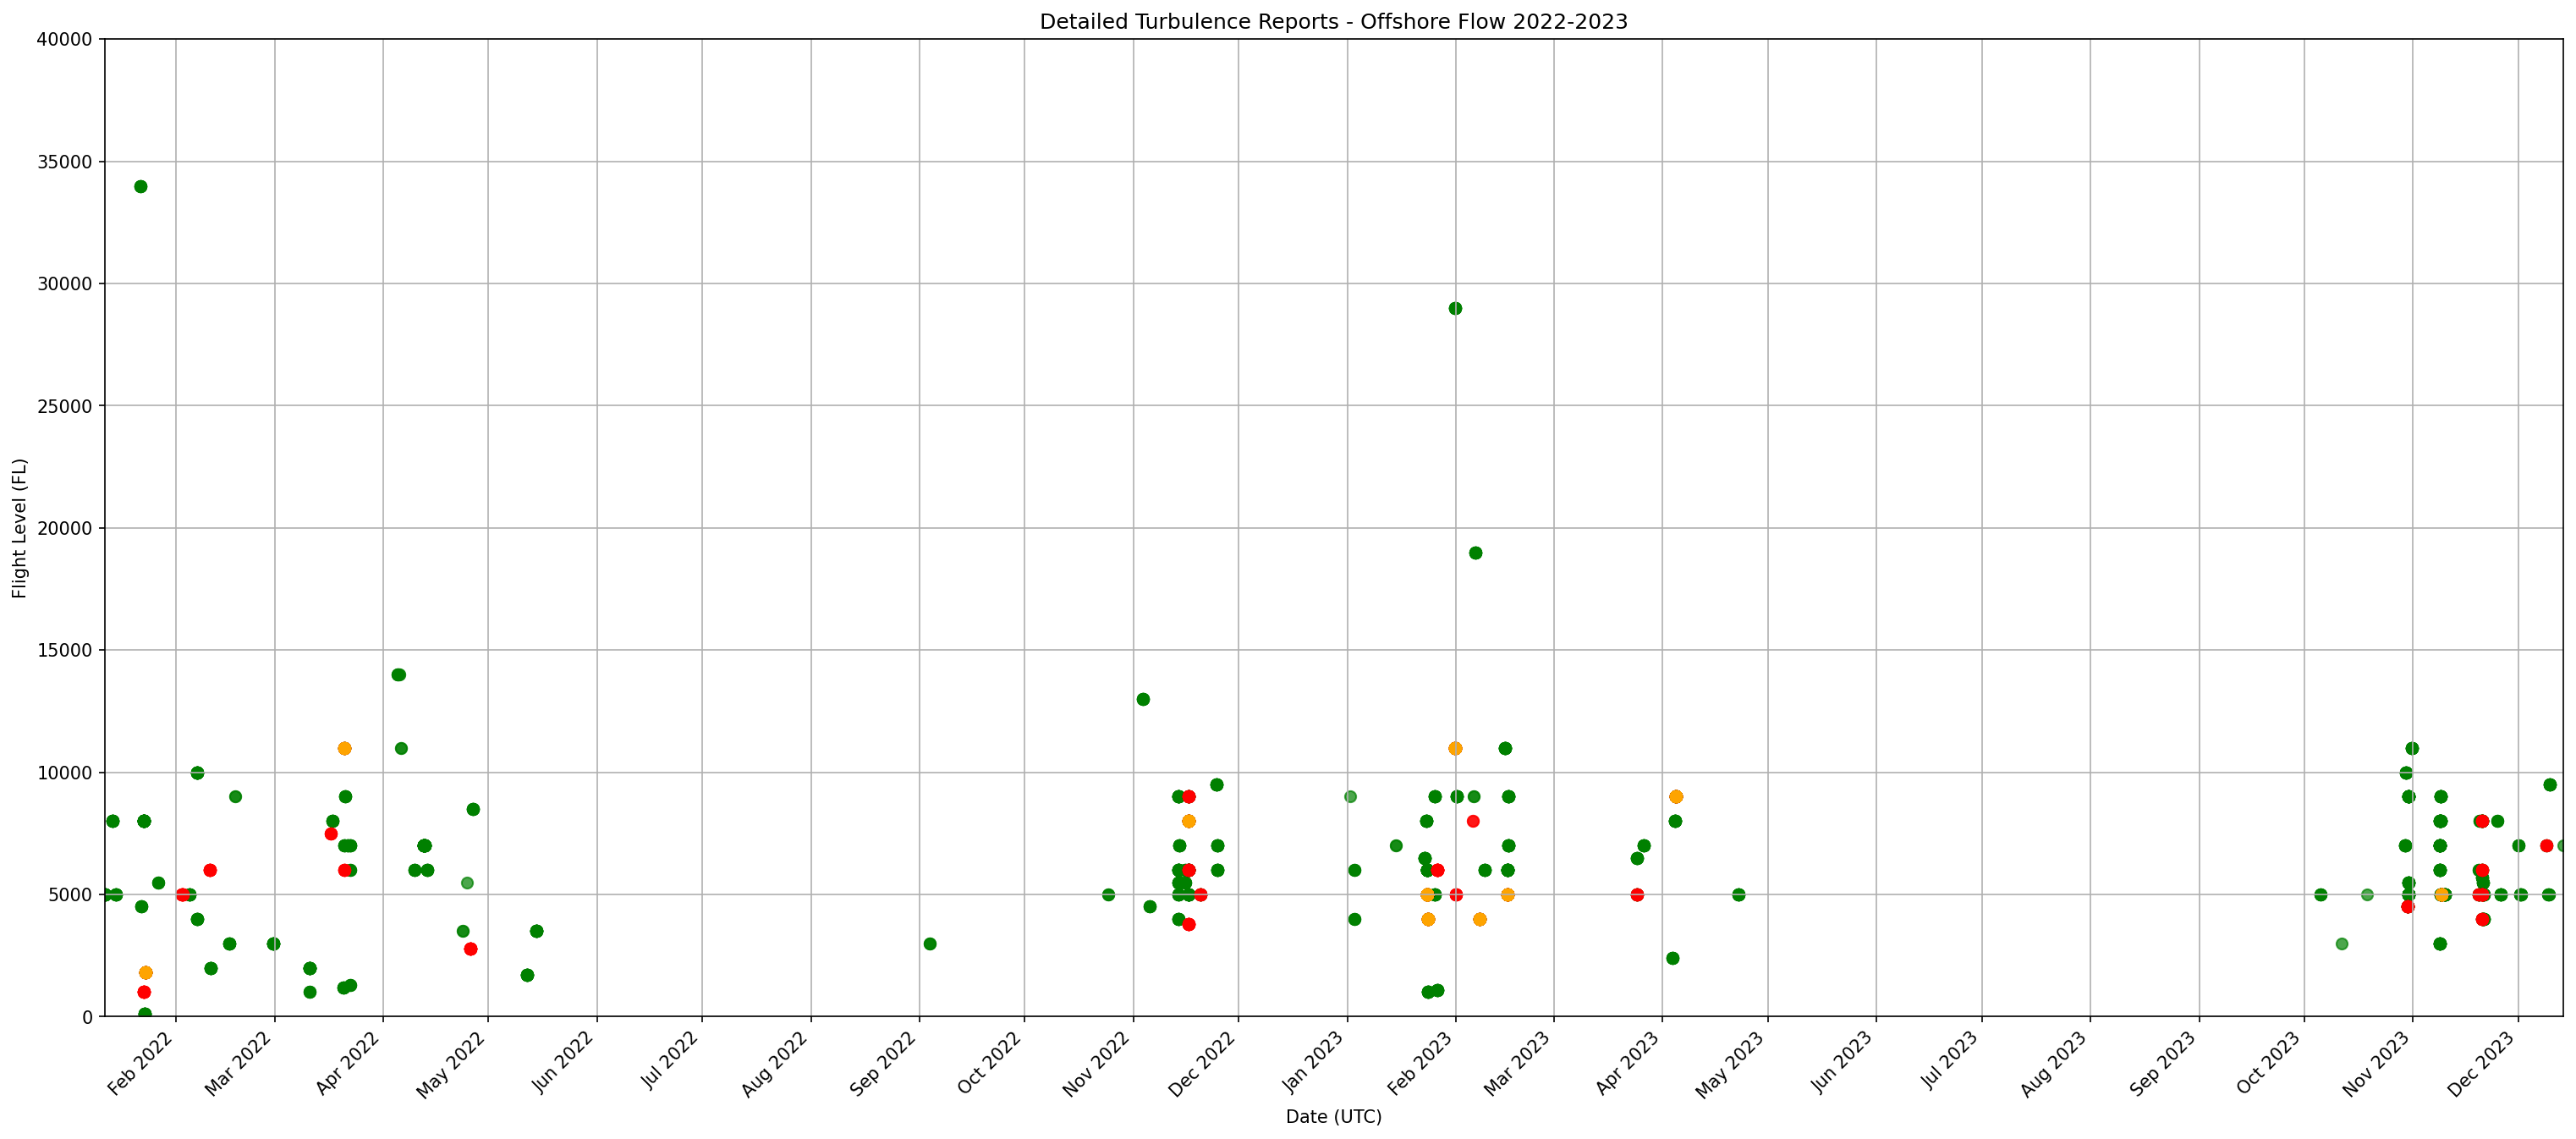 Detailed Turbulence Reports - Offshore Flow 2022-2023
40000
35000
30000
25000
20000
15000
10000
5000
0
Flight Level (FL)
Feb 2022
Mar 2022
Apr 2022
May 2022
Jun 2022
Jul 2022
Aug 2022
Sep 2022
Oct 2022
Nov 2022
Dec 2022
Jan 2023
Feb 2023
Mar 2023
Apr 2023
May 2023
Jun 2023
Jul 2023
Aug 2023
Sep 2023
Oct 2023
Nov 2023
Dec 2023
Date (UTC)